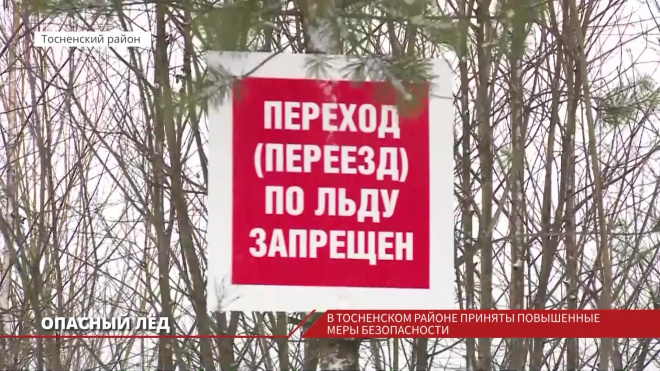 Тосненский район
ПЕРЕХОД
(ПЕРЕЕЗД)
ПО ЛЬДУ
ЗАПРЕЩЕН
ОПАСНЫЙ ЛЁД
В ТОСНЕНСКОМ РАЙОНЕ ПРИНЯТЫ ПОВЫШЕННЫЕ
МЕРЫ БЕЗОПАСНОСТИ